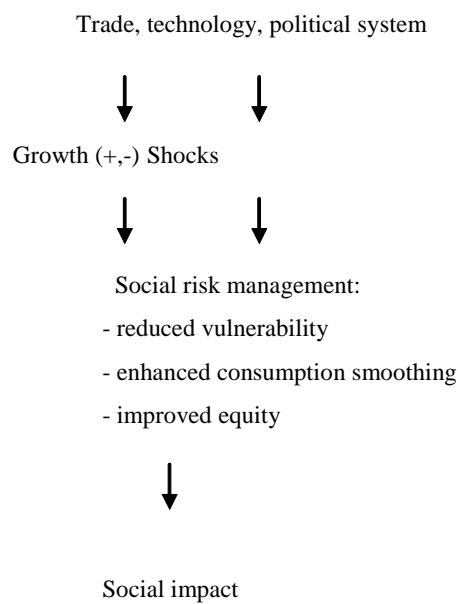 Trade, technology, political system
Growth (+,-) Shocks
Social risk management:
- reduced vulnerability
- enhanced consumption smoothing
- improved equity
Social impact